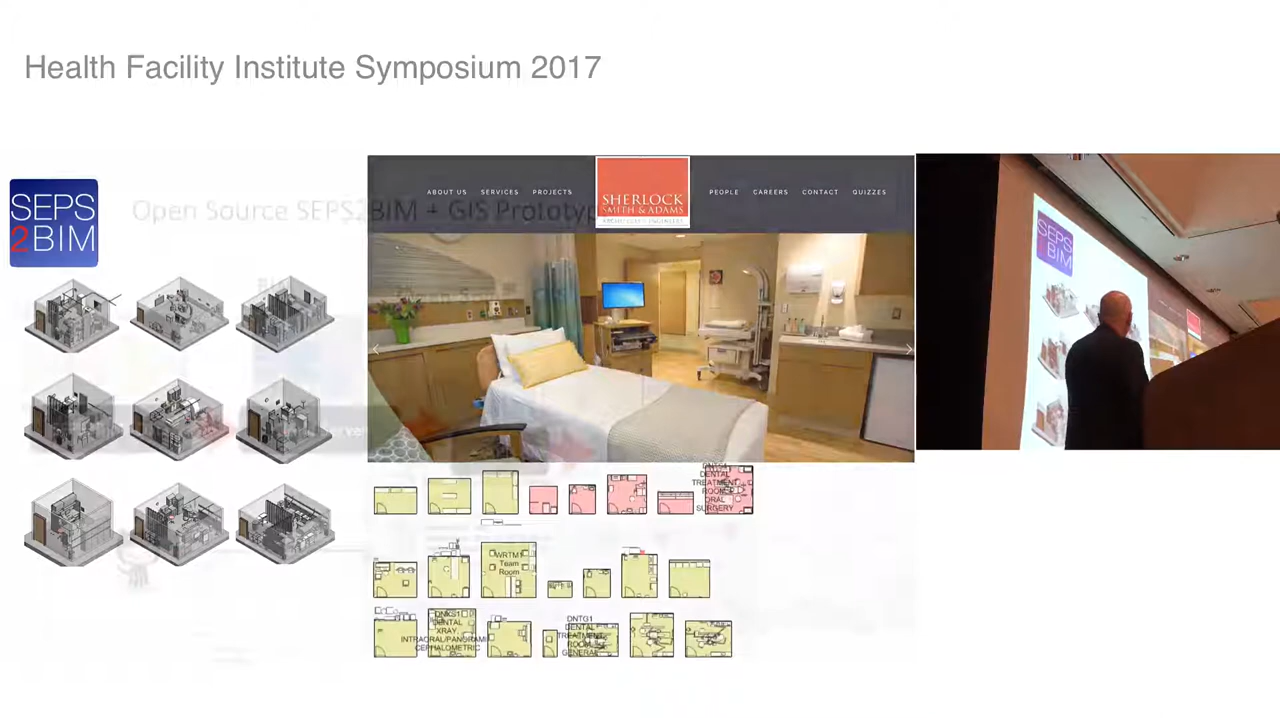 Health Facility Institute Symposium 2017
SEPS
2BIM
Open Source SEPS2BIM + GIS Prototyp
ABOUT US SERVICES PROJECTS
SHERLOCK
SMITH & ADAMS
PEOPLE CAREERS CONTACT QUIZZES
SEPS
BIM
DENTAL
TREATMENT
ROOM
ORAL
SURGERY
WRTM1
Team
Room
DNXS1
DENTAL
XRAY,
INTRAORAL/PANORAMIC
CEPHALOMETRIC
DNTG1
DENTAL
TREATMENT
ROOM,
GENERAL